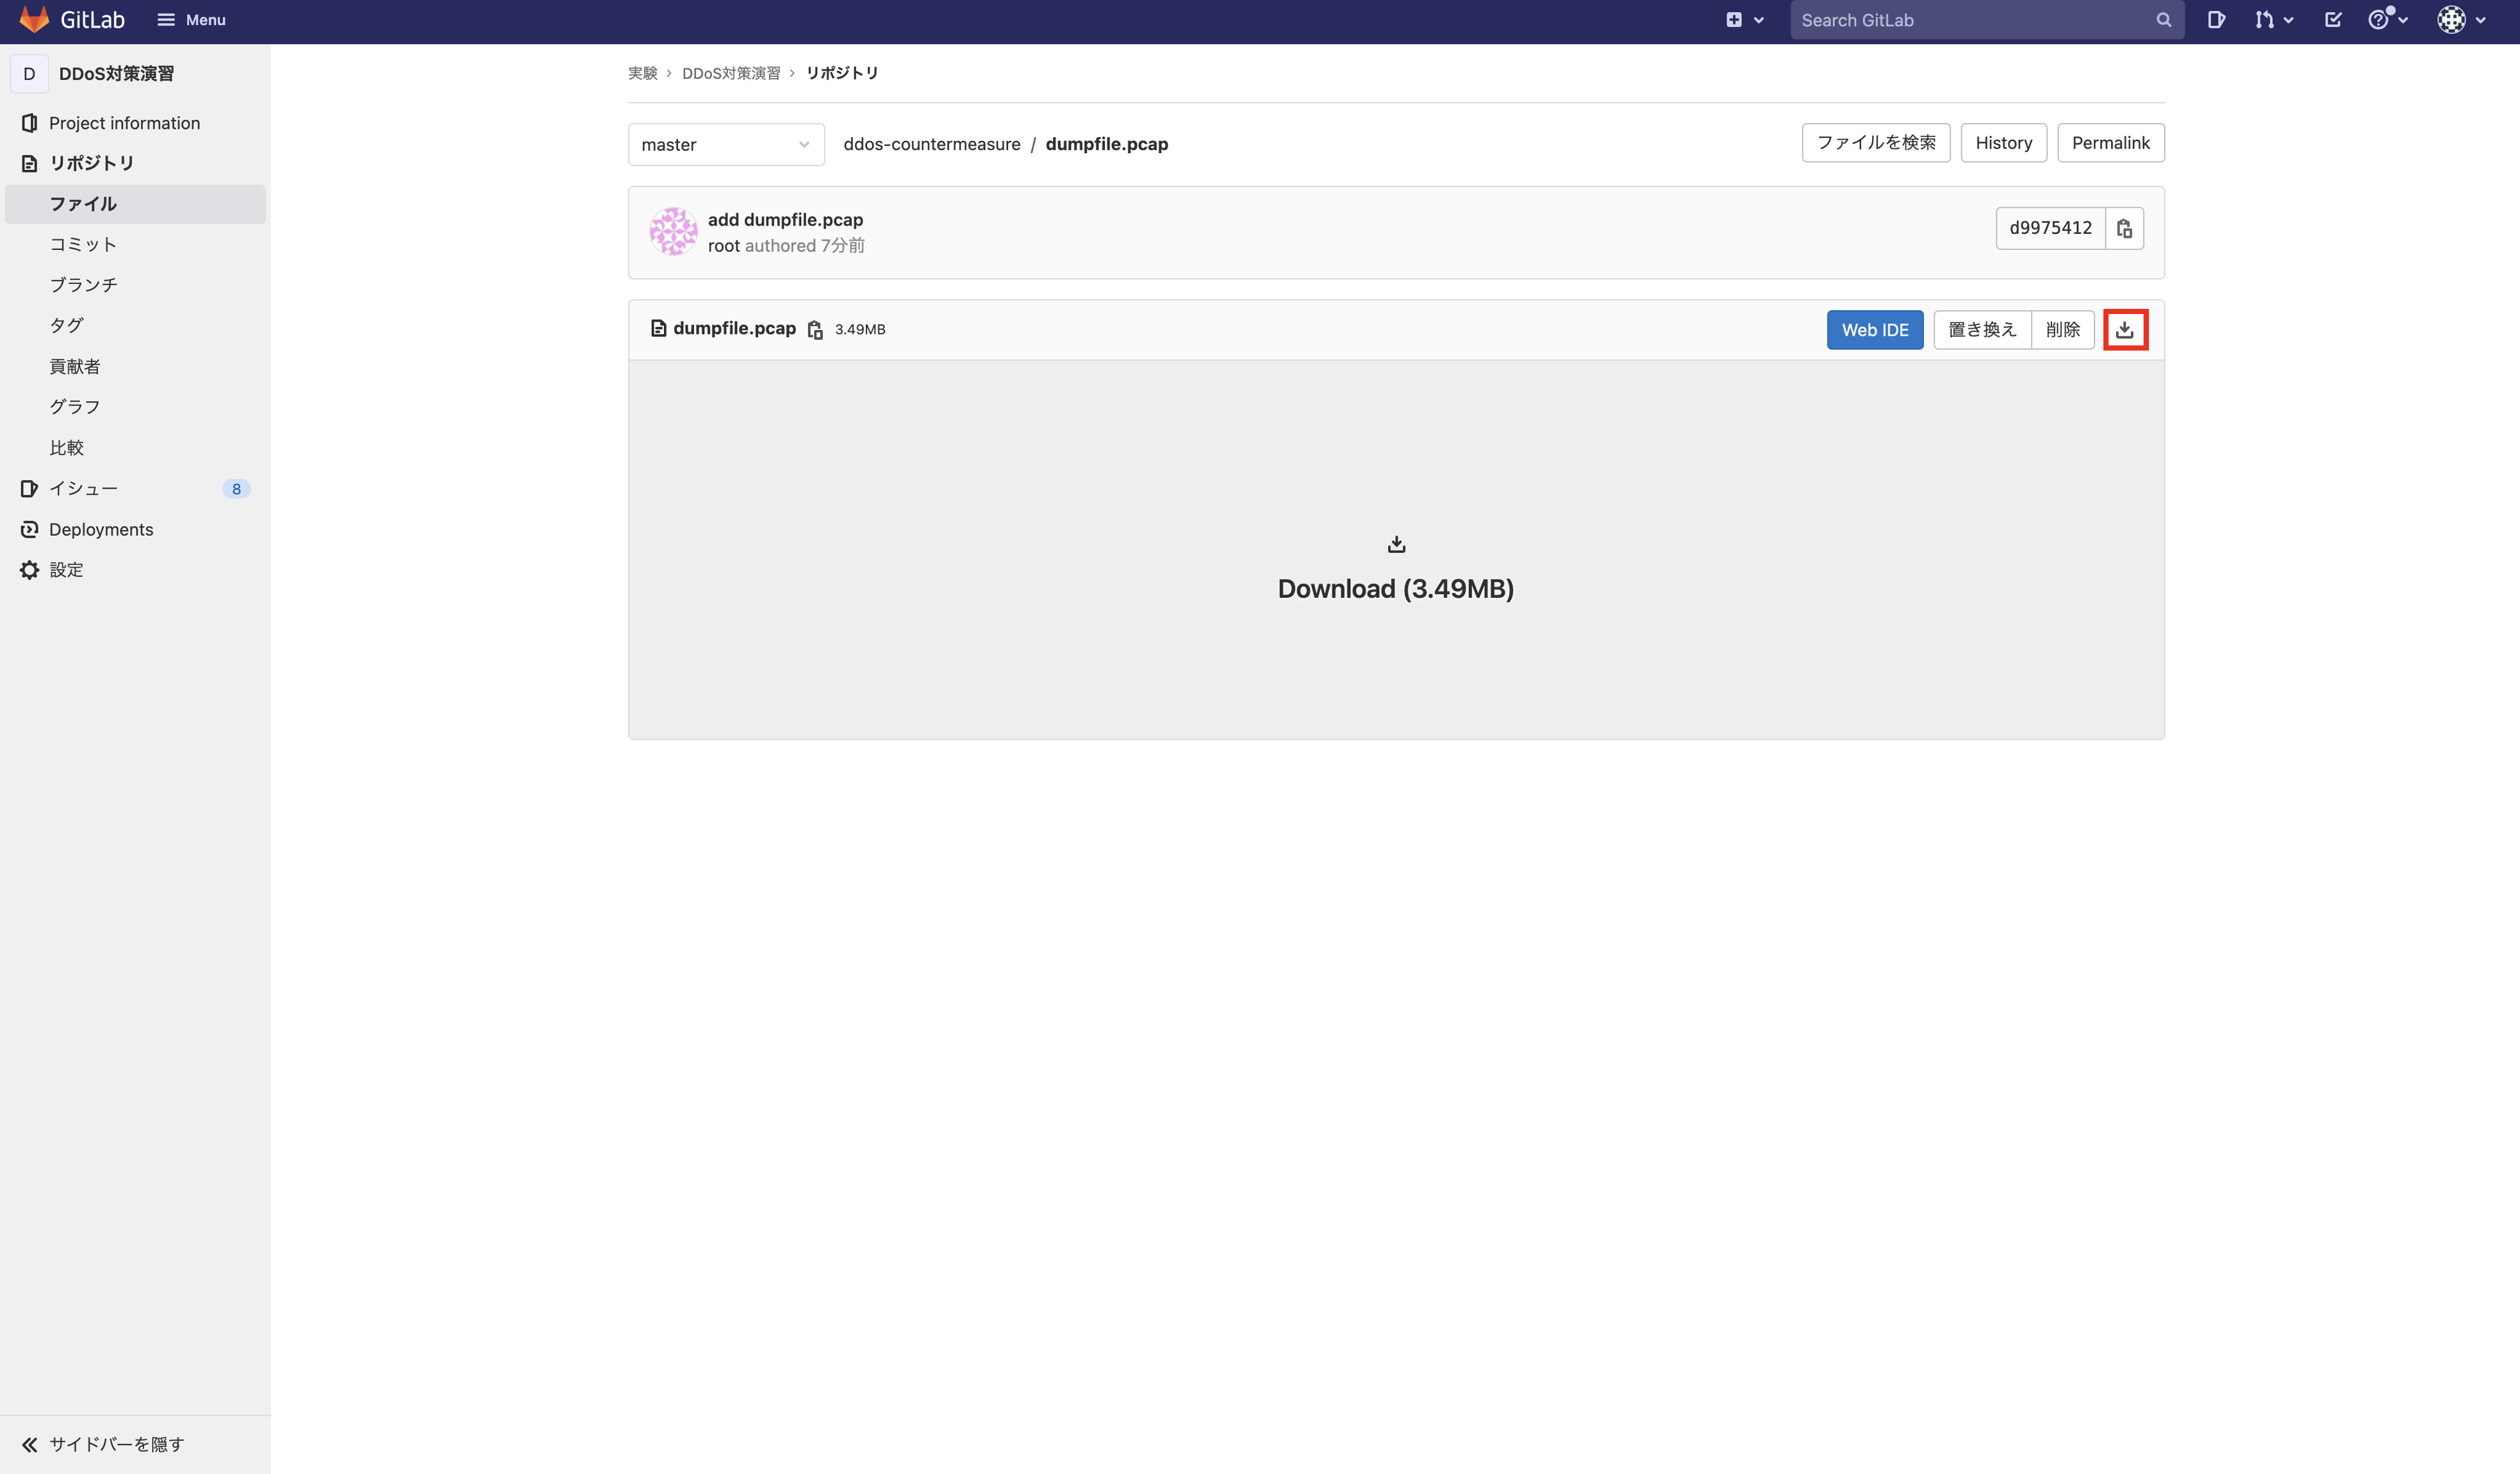 GitLab Menu Search GitLab
D DDoS対策演習
Project information
リポジトリ
ファイル
コミット
ブランチ
タグ
貢献者
グラフ
比較
イシュー 8
Deployments
設定
サイドバーを隠す
実験 > DDoS対策演習 > リポジトリ
master ddos-countermeasure / dumpfile.pcap ファイルを検索 History Permalink
add dumpfile.pcap
root authored 7分前
d9975412
dumpfile.pcap 3.49MB Web IDE 置き換え 削除
Download (3.49MB)